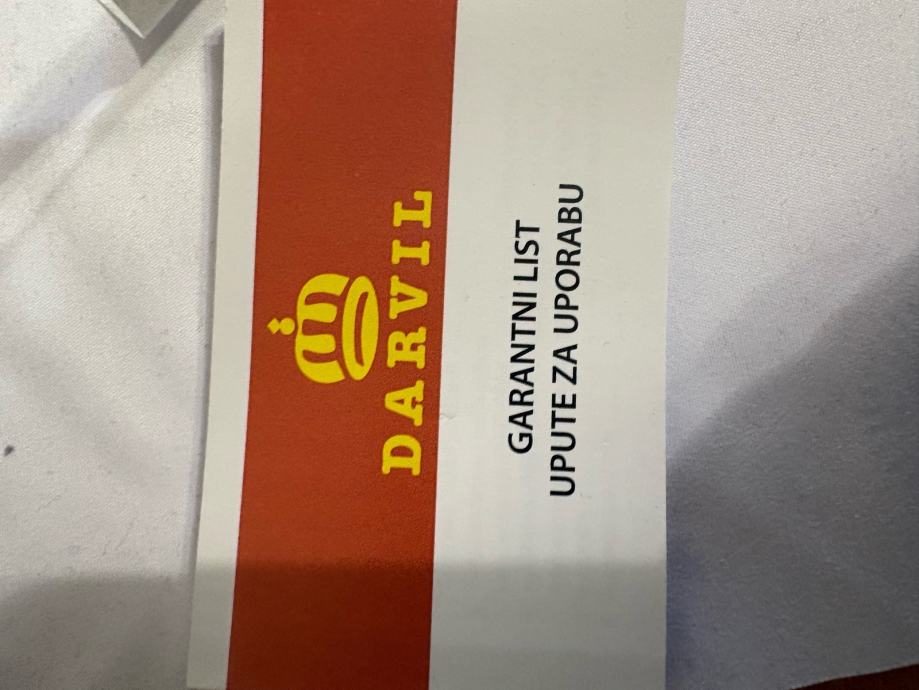 DARVIL
GARANTNI LIST
UPUTE ZA UPORABU